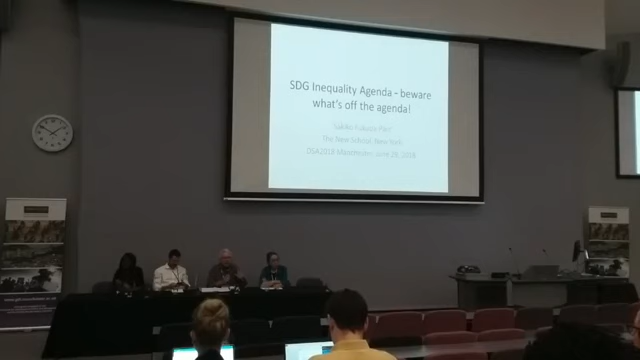 SDG Inequality Agenda - beware
what's off the agenda!
Sakiko Fukuda-Parr
The New School, New York
DSA2018 Manchester, June 29, 2018